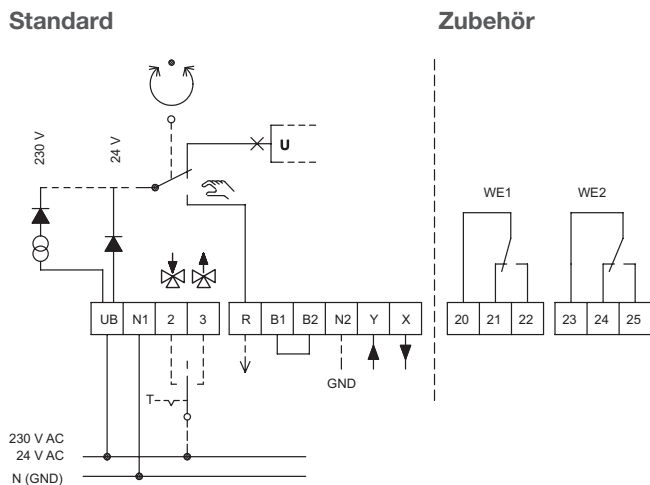 Standard
Zubehör
230 V
24 V
U
WE1
WE2
UB N1 2 3 R B1 B2 N2 Y X
20 21 22
23 24 25
GND
T
230 V AC
24 V AC
N (GND)